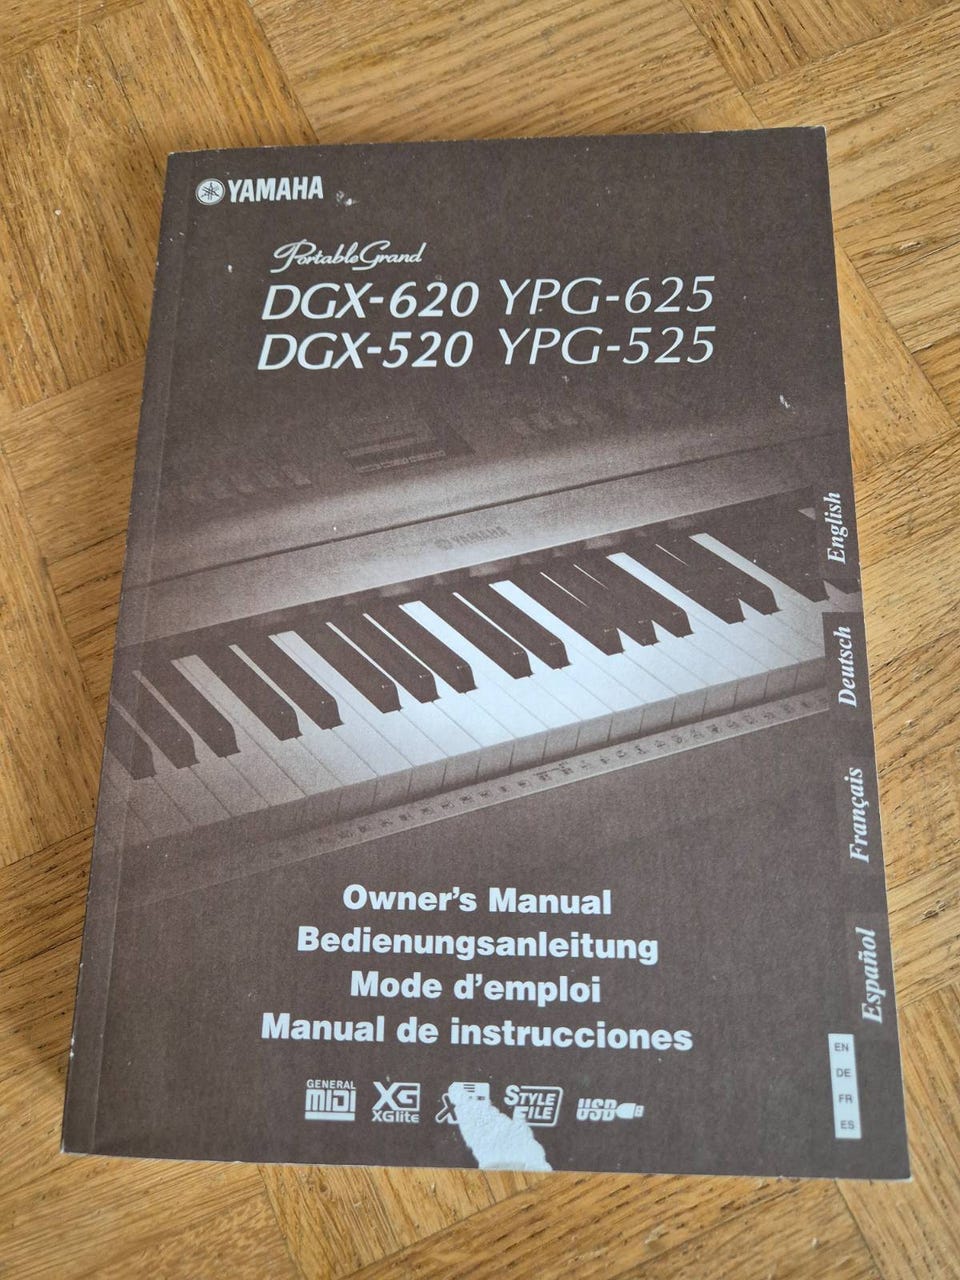 YAMAHA
PortableGrand
DGX-620 YPG-625
DGX-520 YPG-525
YAMAHA
English
Deutsch
Français
Español
Owner's Manual
Bedienungsanleitung
Mode d'emploi
Manual de instrucciones
EN
DE
FR
ES
GENERAL
MIDI
XG
XGlite
STYLE
FILE
USB